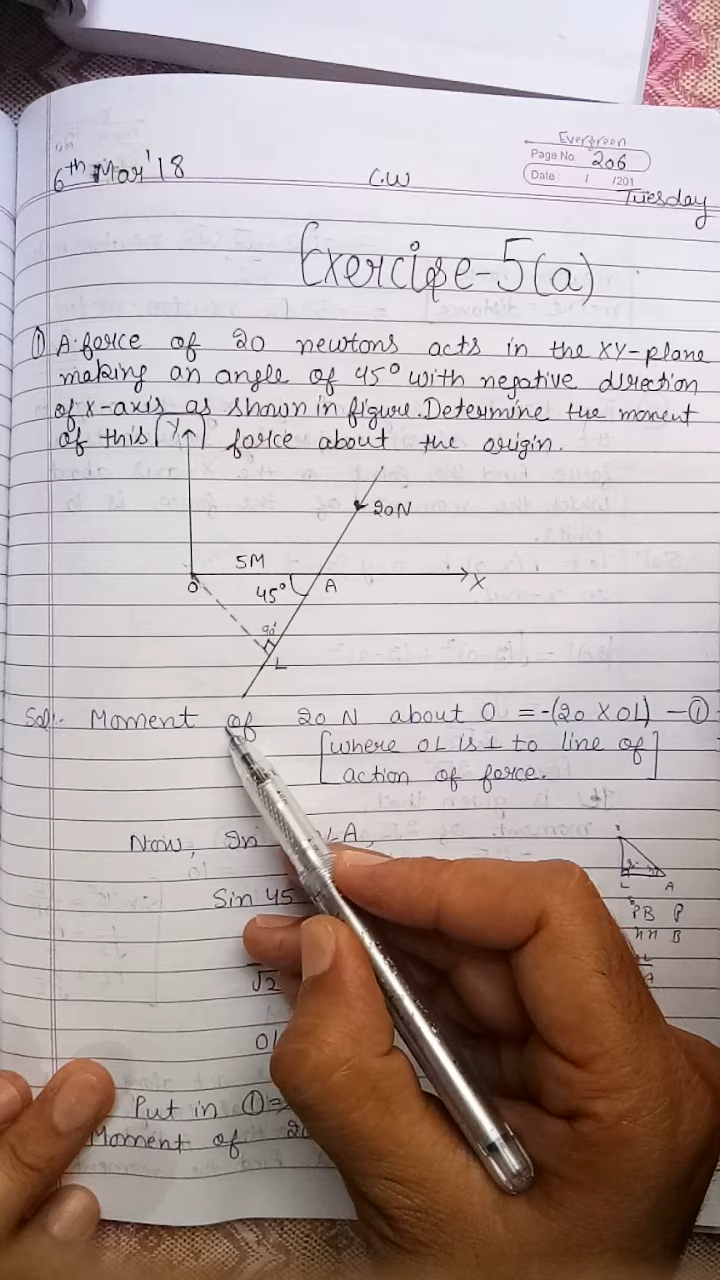 Evergreen
Page No. 206
Date / /201
6th Mar'18 C.W
Tuesday
Exercise-5(a)
① A force of 20 newtons acts in the XY-plane
making an angle of 45° with negative direction
of X-axis as shown in figure. Determine the moment
of this force about the origin.
Y
20N
5M
O 45° A X
90°
L
Sol:- Moment of 20 N about O = -(20 X OL) - ①
[where OL is ⊥ to line of]
action of force.
Now, In LA,
Sin 45
L A
PB P
HH B
A
√2
OL
Put in ①⇒
Moment of 20